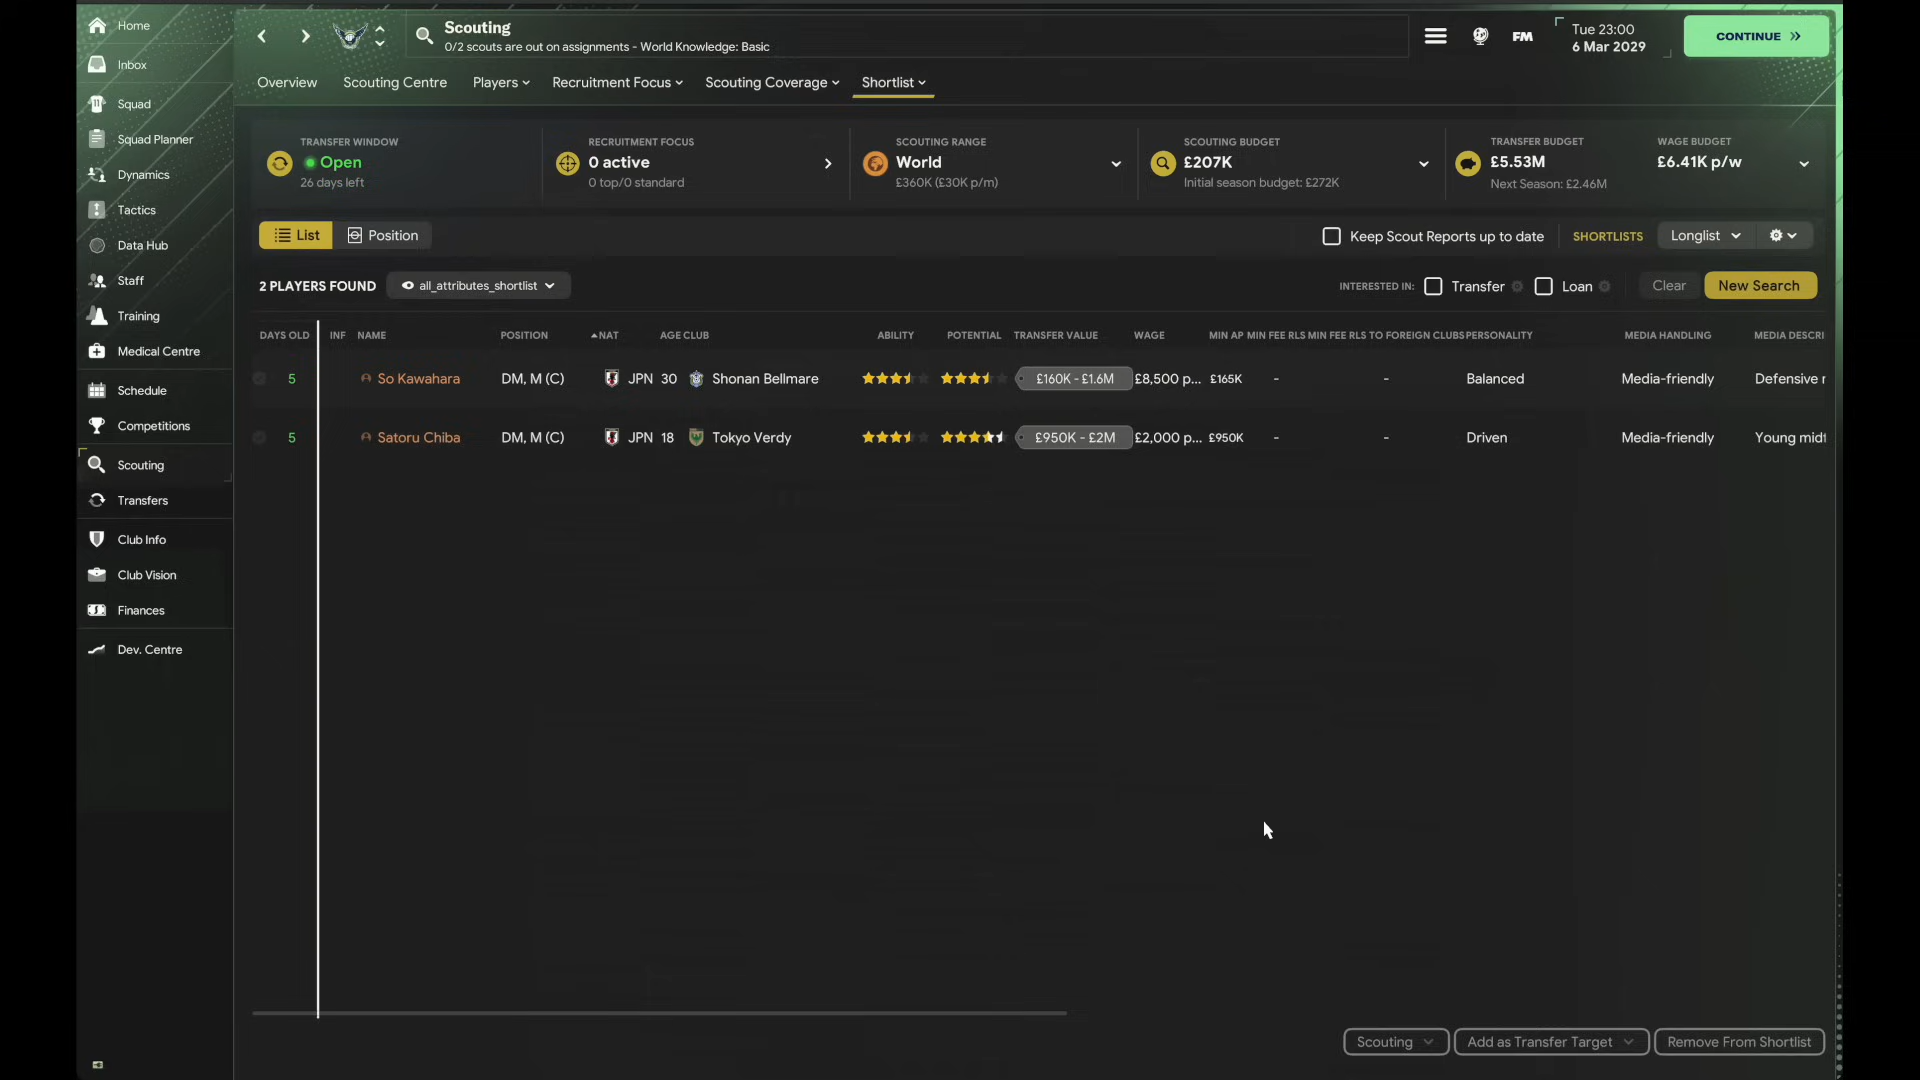 Home
Inbox
Squad
Squad Planner
Dynamics
Tactics
Data Hub
Staff
Training
Medical Centre
Schedule
Competitions
Scouting
Transfers
Club Info
Club Vision
Finances
Dev. Centre
Scouting
0/2 scouts are out on assignments - World Knowledge: Basic
FM
Tue 23:00
6 Mar 2029
CONTINUE
Overview Scouting Centre Players Recruitment Focus Scouting Coverage Shortlist
TRANSFER WINDOW
Open
26 days left
RECRUITMENT FOCUS
0 active
0 top/0 standard
SCOUTING RANGE
World
£360K (£30K p/m)
SCOUTING BUDGET
£207K
Initial season budget: £272K
TRANSFER BUDGET
£5.53M
Next Season: £2.46M
WAGE BUDGET
£6.41K p/w
List Position Keep Scout Reports up to date SHORTLISTS Longlist
2 PLAYERS FOUND all_attributes_shortlist INTERESTED IN: Transfer Loan Clear New Search
DAYS OLD INF NAME POSITION NAT AGE CLUB ABILITY POTENTIAL TRANSFER VALUE WAGE MIN AP MIN FEE RLS MIN FEE RLS TO FOREIGN CLUBS PERSONALITY MEDIA HANDLING MEDIA DESCRI
5 So Kawahara DM, M (C) JPN 30 Shonan Bellmare £160K - £1.6M £8,500 p... £165K - - Balanced Media-friendly Defensive
5 Satoru Chiba DM, M (C) JPN 18 Tokyo Verdy £950K - £2M £2,000 p... £950K - - Driven Media-friendly Young
Scouting Add as Transfer Target Remove From Shortlist